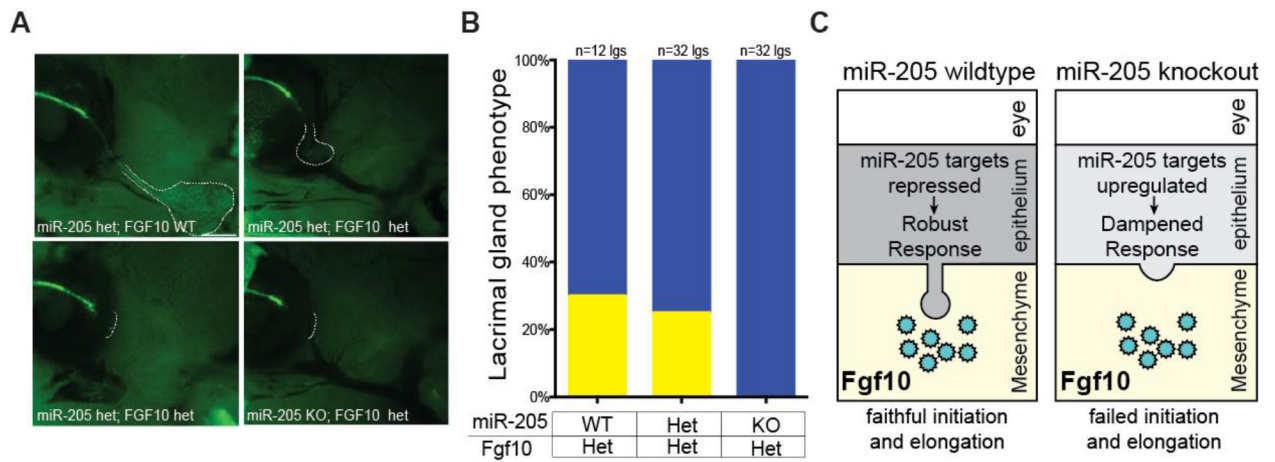 A
miR-205 het; FGF10 WT
miR-205 het; FGF10 het
miR-205 het; FGF10 het
miR-205 KO; FGF10 het
B
n=12 lgs n=32 lgs n=32 lgs
Lacrimal gland phenotype
100%
80%
60%
40%
20%
0%
miR-205 WT Het KO
Fgf10 Het Het Het
C
miR-205 wildtype
eye
miR-205 targets
repressed
Robust
Response
epithelium
Fgf10
Mesenchyme
faithful initiation
and elongation
miR-205 knockout
eye
miR-205 targets
upregulated
Dampened
Response
epithelium
Fgf10
Mesenchyme
failed initiation
and elongation